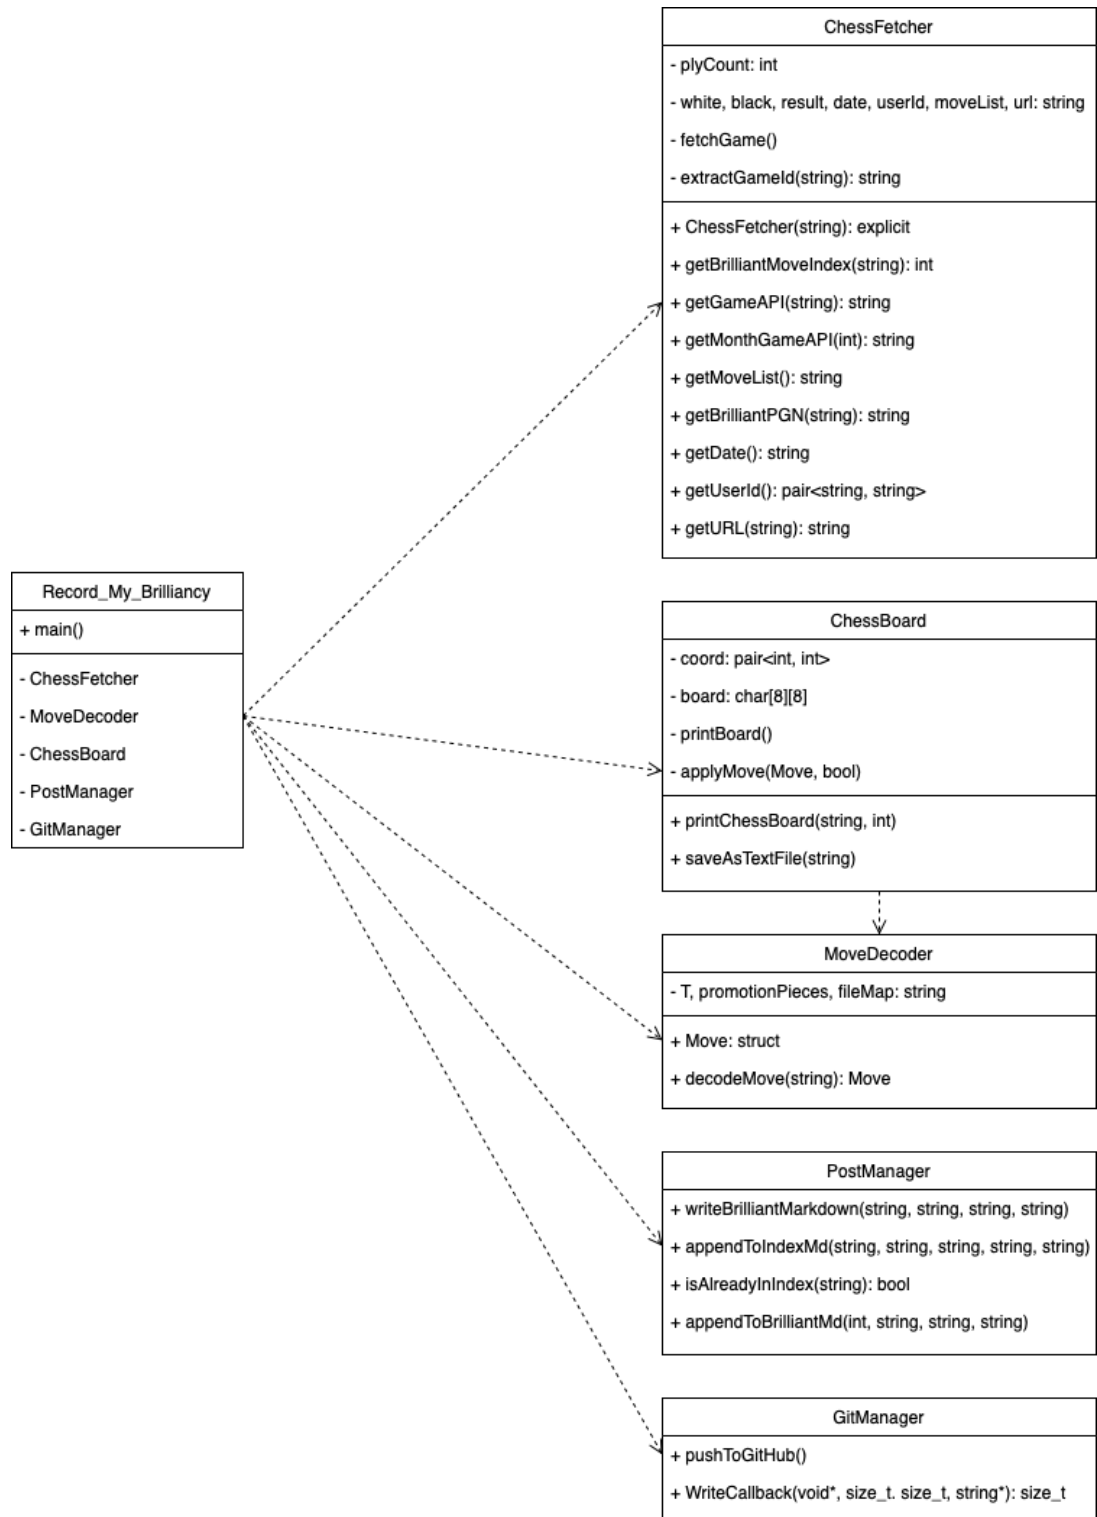 ChessFetcher
- plyCount: int
- white, black, result, date, userId, moveList, url: string
- fetchGame()
- extractGameId(string): string
+ ChessFetcher(string): explicit
+ getBrilliantMoveIndex(string): int
+ getGameAPI(string): string
+ getMonthGameAPI(int): string
+ getMoveList(): string
+ getBrilliantPGN(string): string
+ getDate(): string
+ getUserId(): pair<string, string>
+ getURL(string): string
Record_My_Brilliancy
+ main()
- ChessFetcher
- MoveDecoder
- ChessBoard
- PostManager
- GitManager
ChessBoard
- coord: pair<int, int>
- board: char[8][8]
- printBoard()
- applyMove(Move, bool)
+ printChessBoard(string, int)
+ saveAsTextFile(string)
MoveDecoder
- T, promotionPieces, fileMap: string
+ Move: struct
+ decodeMove(string): Move
PostManager
+ writeBrilliantMarkdown(string, string, string, string)
+ appendToIndexMd(string, string, string, string, string)
+ isAlreadyInIndex(string): bool
+ appendToBrilliantMd(int, string, string, string)
GitManager
+ pushToGitHub()
+ WriteCallback(void*, size_t. size_t, string*): size_t